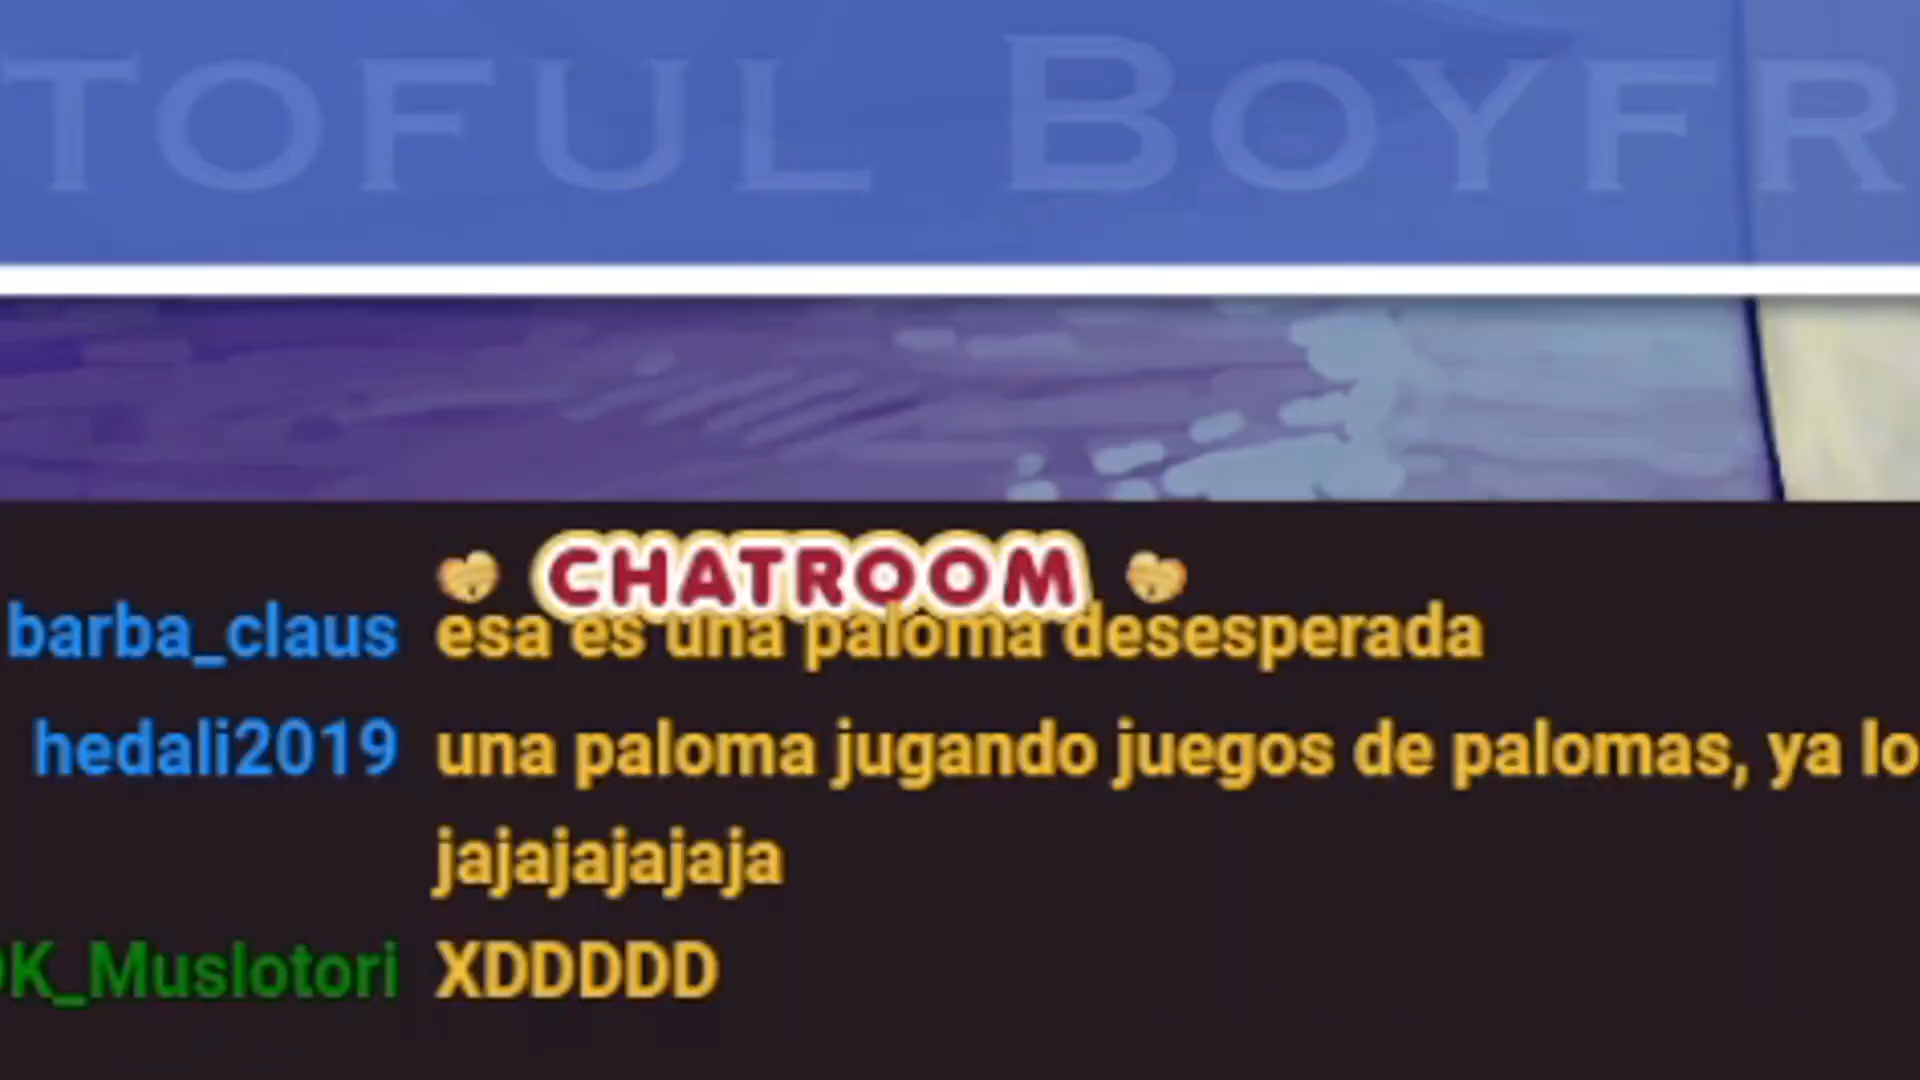 TOFUL BOYFR
CHATROOM
barba_claus esa es una paloma desesperada
hedali2019 una paloma jugando juegos de palomas, ya lo
jajajajajaja
K_Muslotori XDDDDD